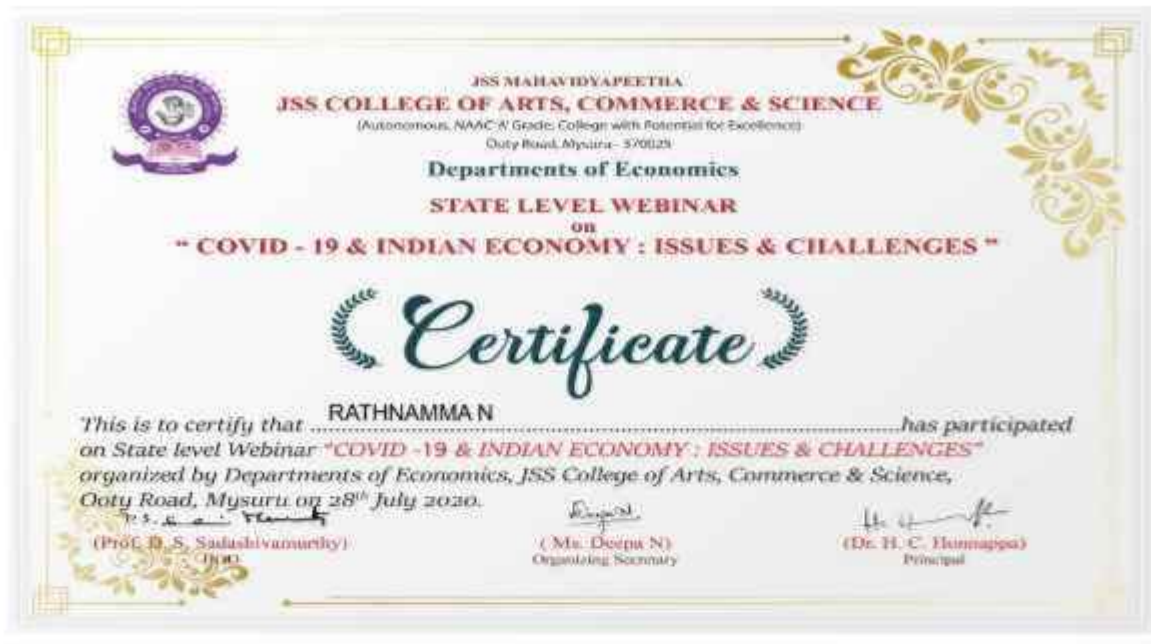 JSS MAHAVIDYAPEETHA
JSS COLLEGE OF ARTS, COMMERCE & SCIENCE
(Autonomous, NAAC 'A' Grade, College with Potential for Excellence)
Ooty Road, Mysuru - 570025
Departments of Economics
STATE LEVEL WEBINAR
on
" COVID - 19 & INDIAN ECONOMY : ISSUES & CHALLENGES "
Certificate
This is to certify that RATHNAMMA N has participated
on State level Webinar "COVID -19 & INDIAN ECONOMY : ISSUES & CHALLENGES"
organized by Departments of Economics, JSS College of Arts, Commerce & Science,
Ooty Road, Mysuru on 28th July 2020.
(Prof. D. S. Sadashivamurthy) (Ms. Deepa N) (Dr. H. C. Honnappa)
HOD Organizing Secretary Principal